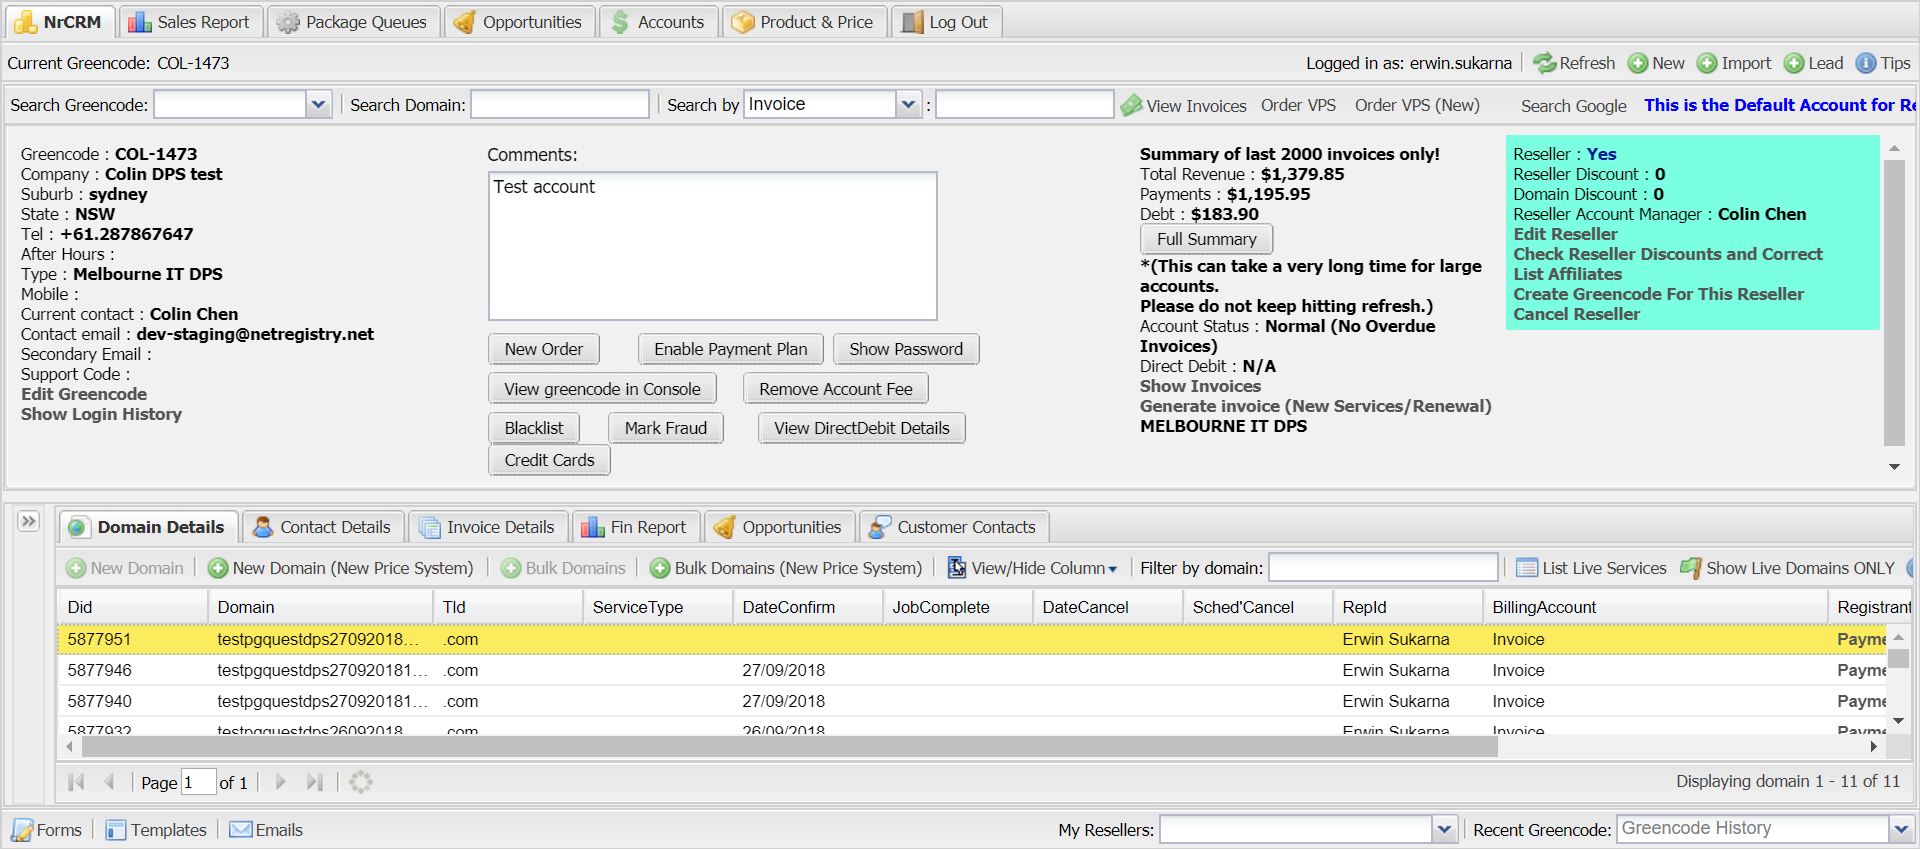 NrCRM Sales Report Package Queues Opportunities Accounts Product & Price Log Out
Current Greencode: COL-1473 Logged in as: erwin.sukarna Refresh New Import Lead Tips
Search Greencode: Search Domain: Search by Invoice : View Invoices Order VPS Order VPS (New) Search Google This is the Default Account for Re
Greencode : COL-1473
Company : Colin DPS test
Suburb : sydney
State : NSW
Tel : +61.287867647
After Hours :
Type : Melbourne IT DPS
Mobile :
Current contact : Colin Chen
Contact email : dev-staging@netregistry.net
Secondary Email :
Support Code :
Edit Greencode
Show Login History
Comments:
Test account
New Order Enable Payment Plan Show Password
View greencode in Console Remove Account Fee
Blacklist Mark Fraud View DirectDebit Details
Credit Cards
Summary of last 2000 invoices only!
Total Revenue : $1,379.85
Payments : $1,195.95
Debt : $183.90
Full Summary
*(This can take a very long time for large
accounts.
Please do not keep hitting refresh.)
Account Status : Normal (No Overdue
Invoices)
Direct Debit : N/A
Show Invoices
Generate invoice (New Services/Renewal)
MELBOURNE IT DPS
Reseller : Yes
Reseller Discount : 0
Domain Discount : 0
Reseller Account Manager : Colin Chen
Edit Reseller
Check Reseller Discounts and Correct
List Affiliates
Create Greencode For This Reseller
Cancel Reseller
Domain Details Contact Details Invoice Details Fin Report Opportunities Customer Contacts
New Domain New Domain (New Price System) Bulk Domains Bulk Domains (New Price System) View/Hide Column Filter by domain: List Live Services Show Live Domains ONLY
Did Domain Tld ServiceType DateConfirm JobComplete DateCancel Sched'Cancel RepId BillingAccount Registrant
5877951 testpgquestdps27092018... .com Erwin Sukarna Invoice Payme
5877946 testpgquestdps270920181... .com 27/09/2018 Erwin Sukarna Invoice Payme
5877940 testpgquestdps270920181... .com 27/09/2018 Erwin Sukarna Invoice Payme
5877932 testpgquestdps26092018... .com 26/09/2018 Erwin Sukarna Invoice Payme
Page 1 of 1 Displaying domain 1 - 11 of 11
Forms Templates Emails My Resellers: Recent Greencode: Greencode History